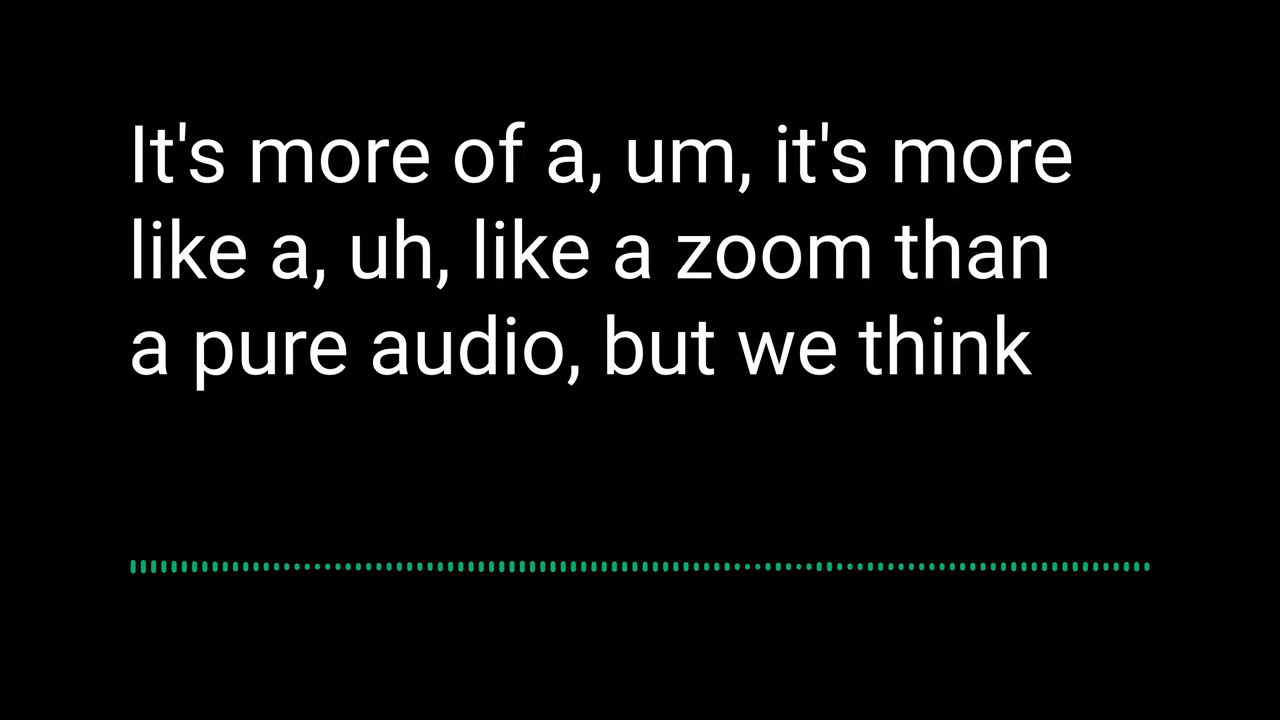 It's more of a, um, it's more
like a, uh, like a zoom than
a pure audio, but we think